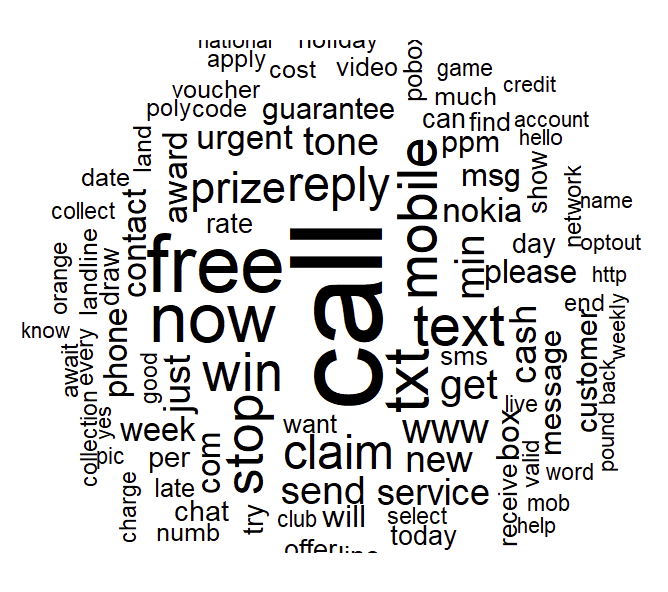 national
holiday
apply
cost
video
pobox
game
credit
voucher
much
polycode
guarantee
can
find
account
land
award
urgent
tone
ppm
hello
date
contact
prize
reply
mobile
msg
show
network
name
collect
rate
nokia
orange
landline
draw
free
call
min
day
optout
please
http
know
now
text
end
weekly
await
every
phone
just
good
win
txt
sms
get
cash
message
customer
back
pound
collection
yes
week
stop
want
www
live
box
pic
per
com
claim
new
valid
word
charge
late
send
service
receive
mob
chat
try
club
will
select
help
numb
today
offer